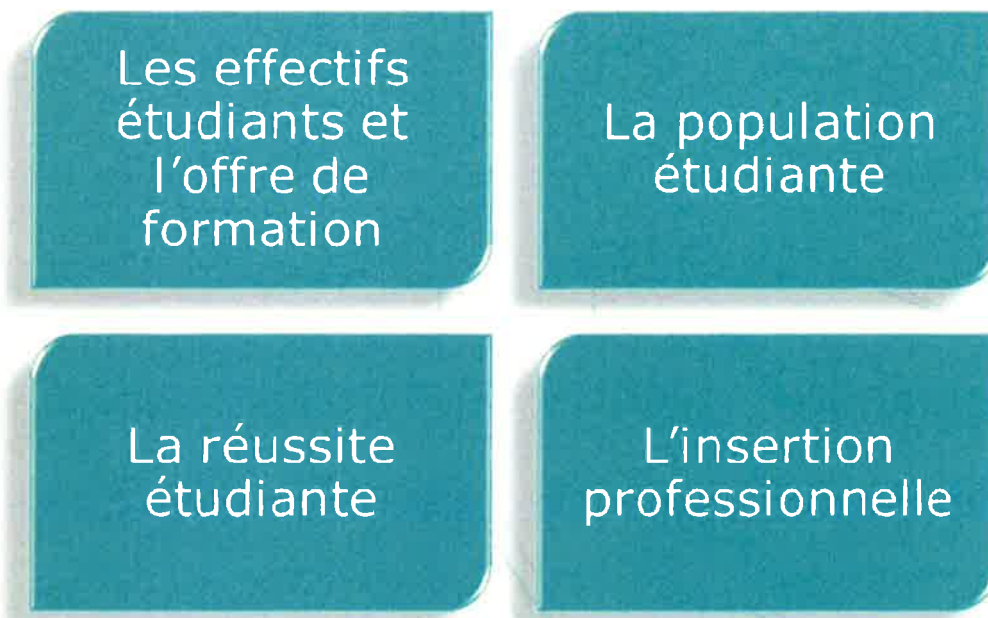 Les effectifs
étudiants et
l'offre de
formation
La population
étudiante
La réussite
étudiante
L'insertion
professionnelle